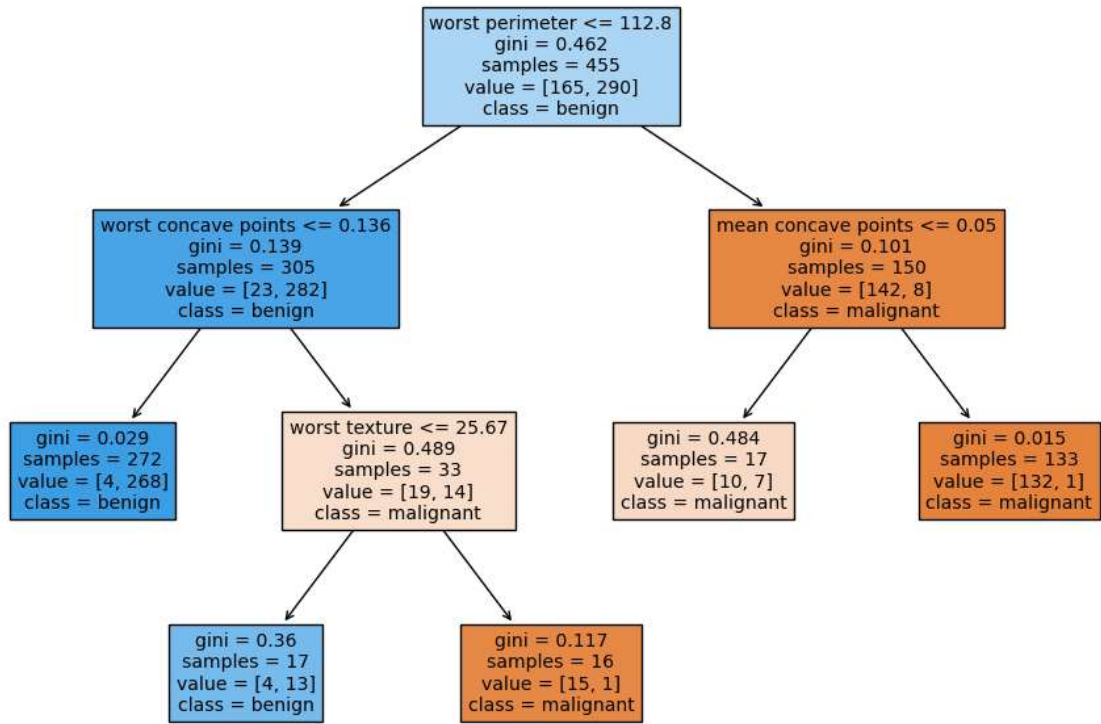 worst perimeter <= 112.8
gini = 0.462
samples = 455
value = [165, 290]
class = benign
worst concave points <= 0.136
gini = 0.139
samples = 305
value = [23, 282]
class = benign
mean concave points <= 0.05
gini = 0.101
samples = 150
value = [142, 8]
class = malignant
gini = 0.029
samples = 272
value = [4, 268]
class = benign
worst texture <= 25.67
gini = 0.489
samples = 33
value = [19, 14]
class = malignant
gini = 0.484
samples = 17
value = [10, 7]
class = malignant
gini = 0.015
samples = 133
value = [132, 1]
class = malignant
gini = 0.36
samples = 17
value = [4, 13]
class = benign
gini = 0.117
samples = 16
value = [15, 1]
class = malignant